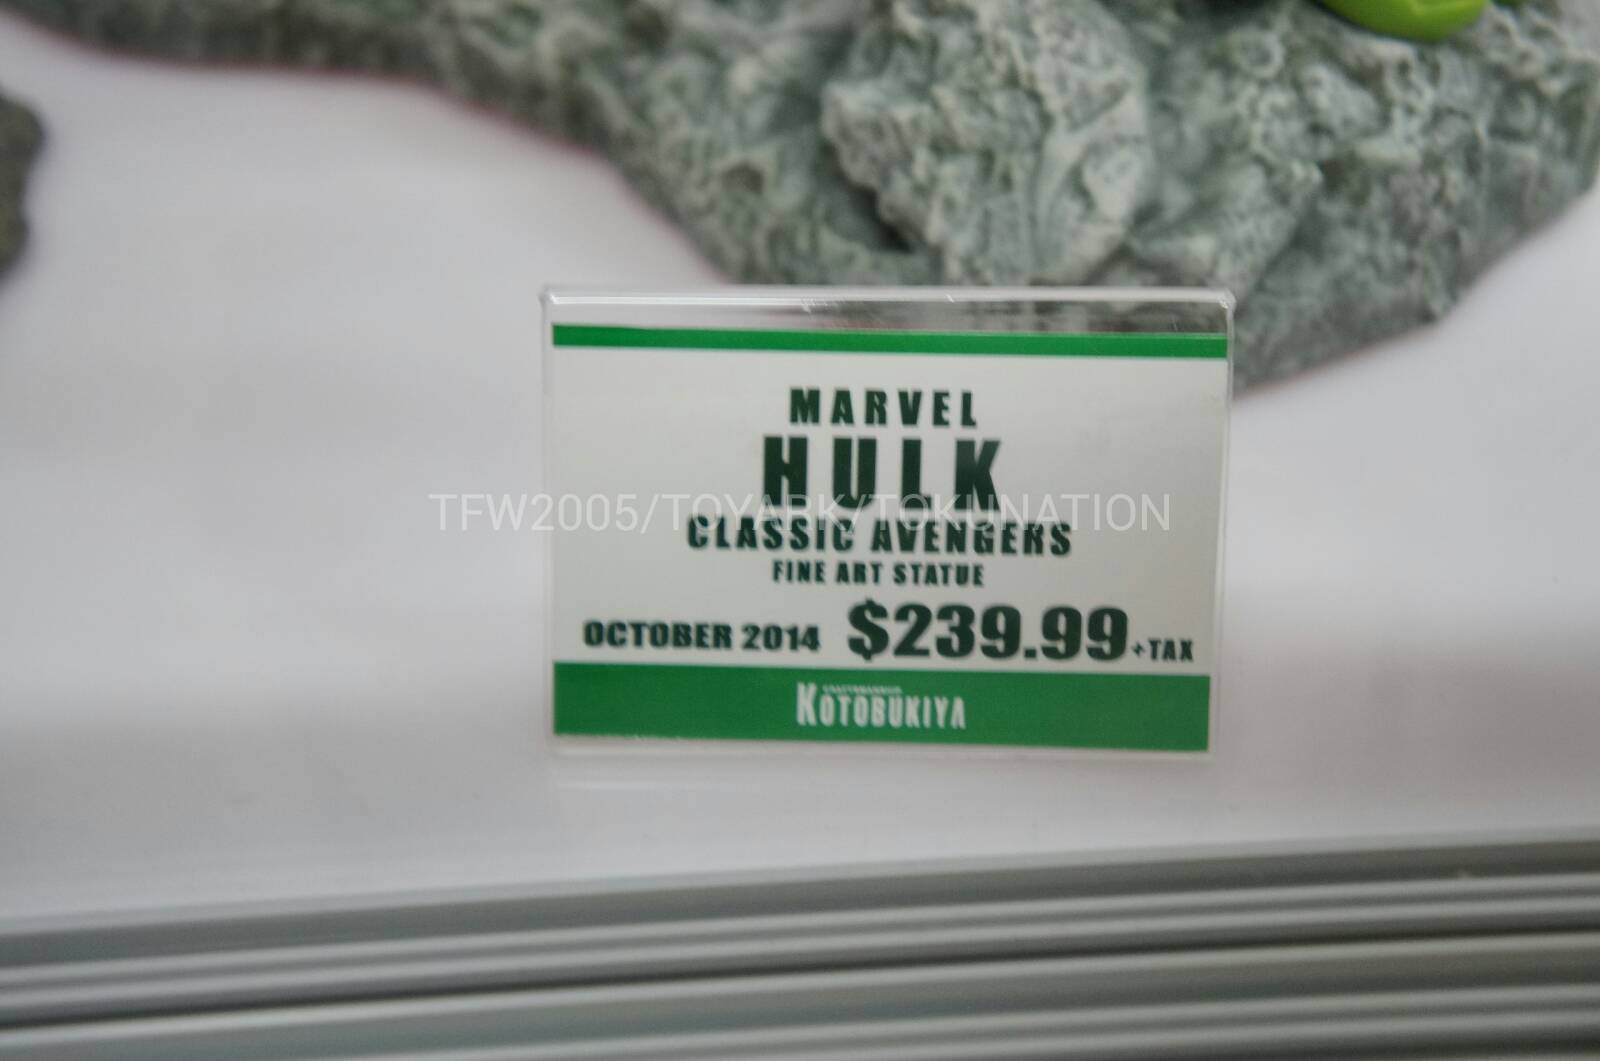 MARVEL
HULK
TFW2005/TOYARK/TOKUNATION
CLASSIC AVENGERS
FINE ART STATUE
OCTOBER 2014 $239.99 +TAX
KOTOBUKIYA